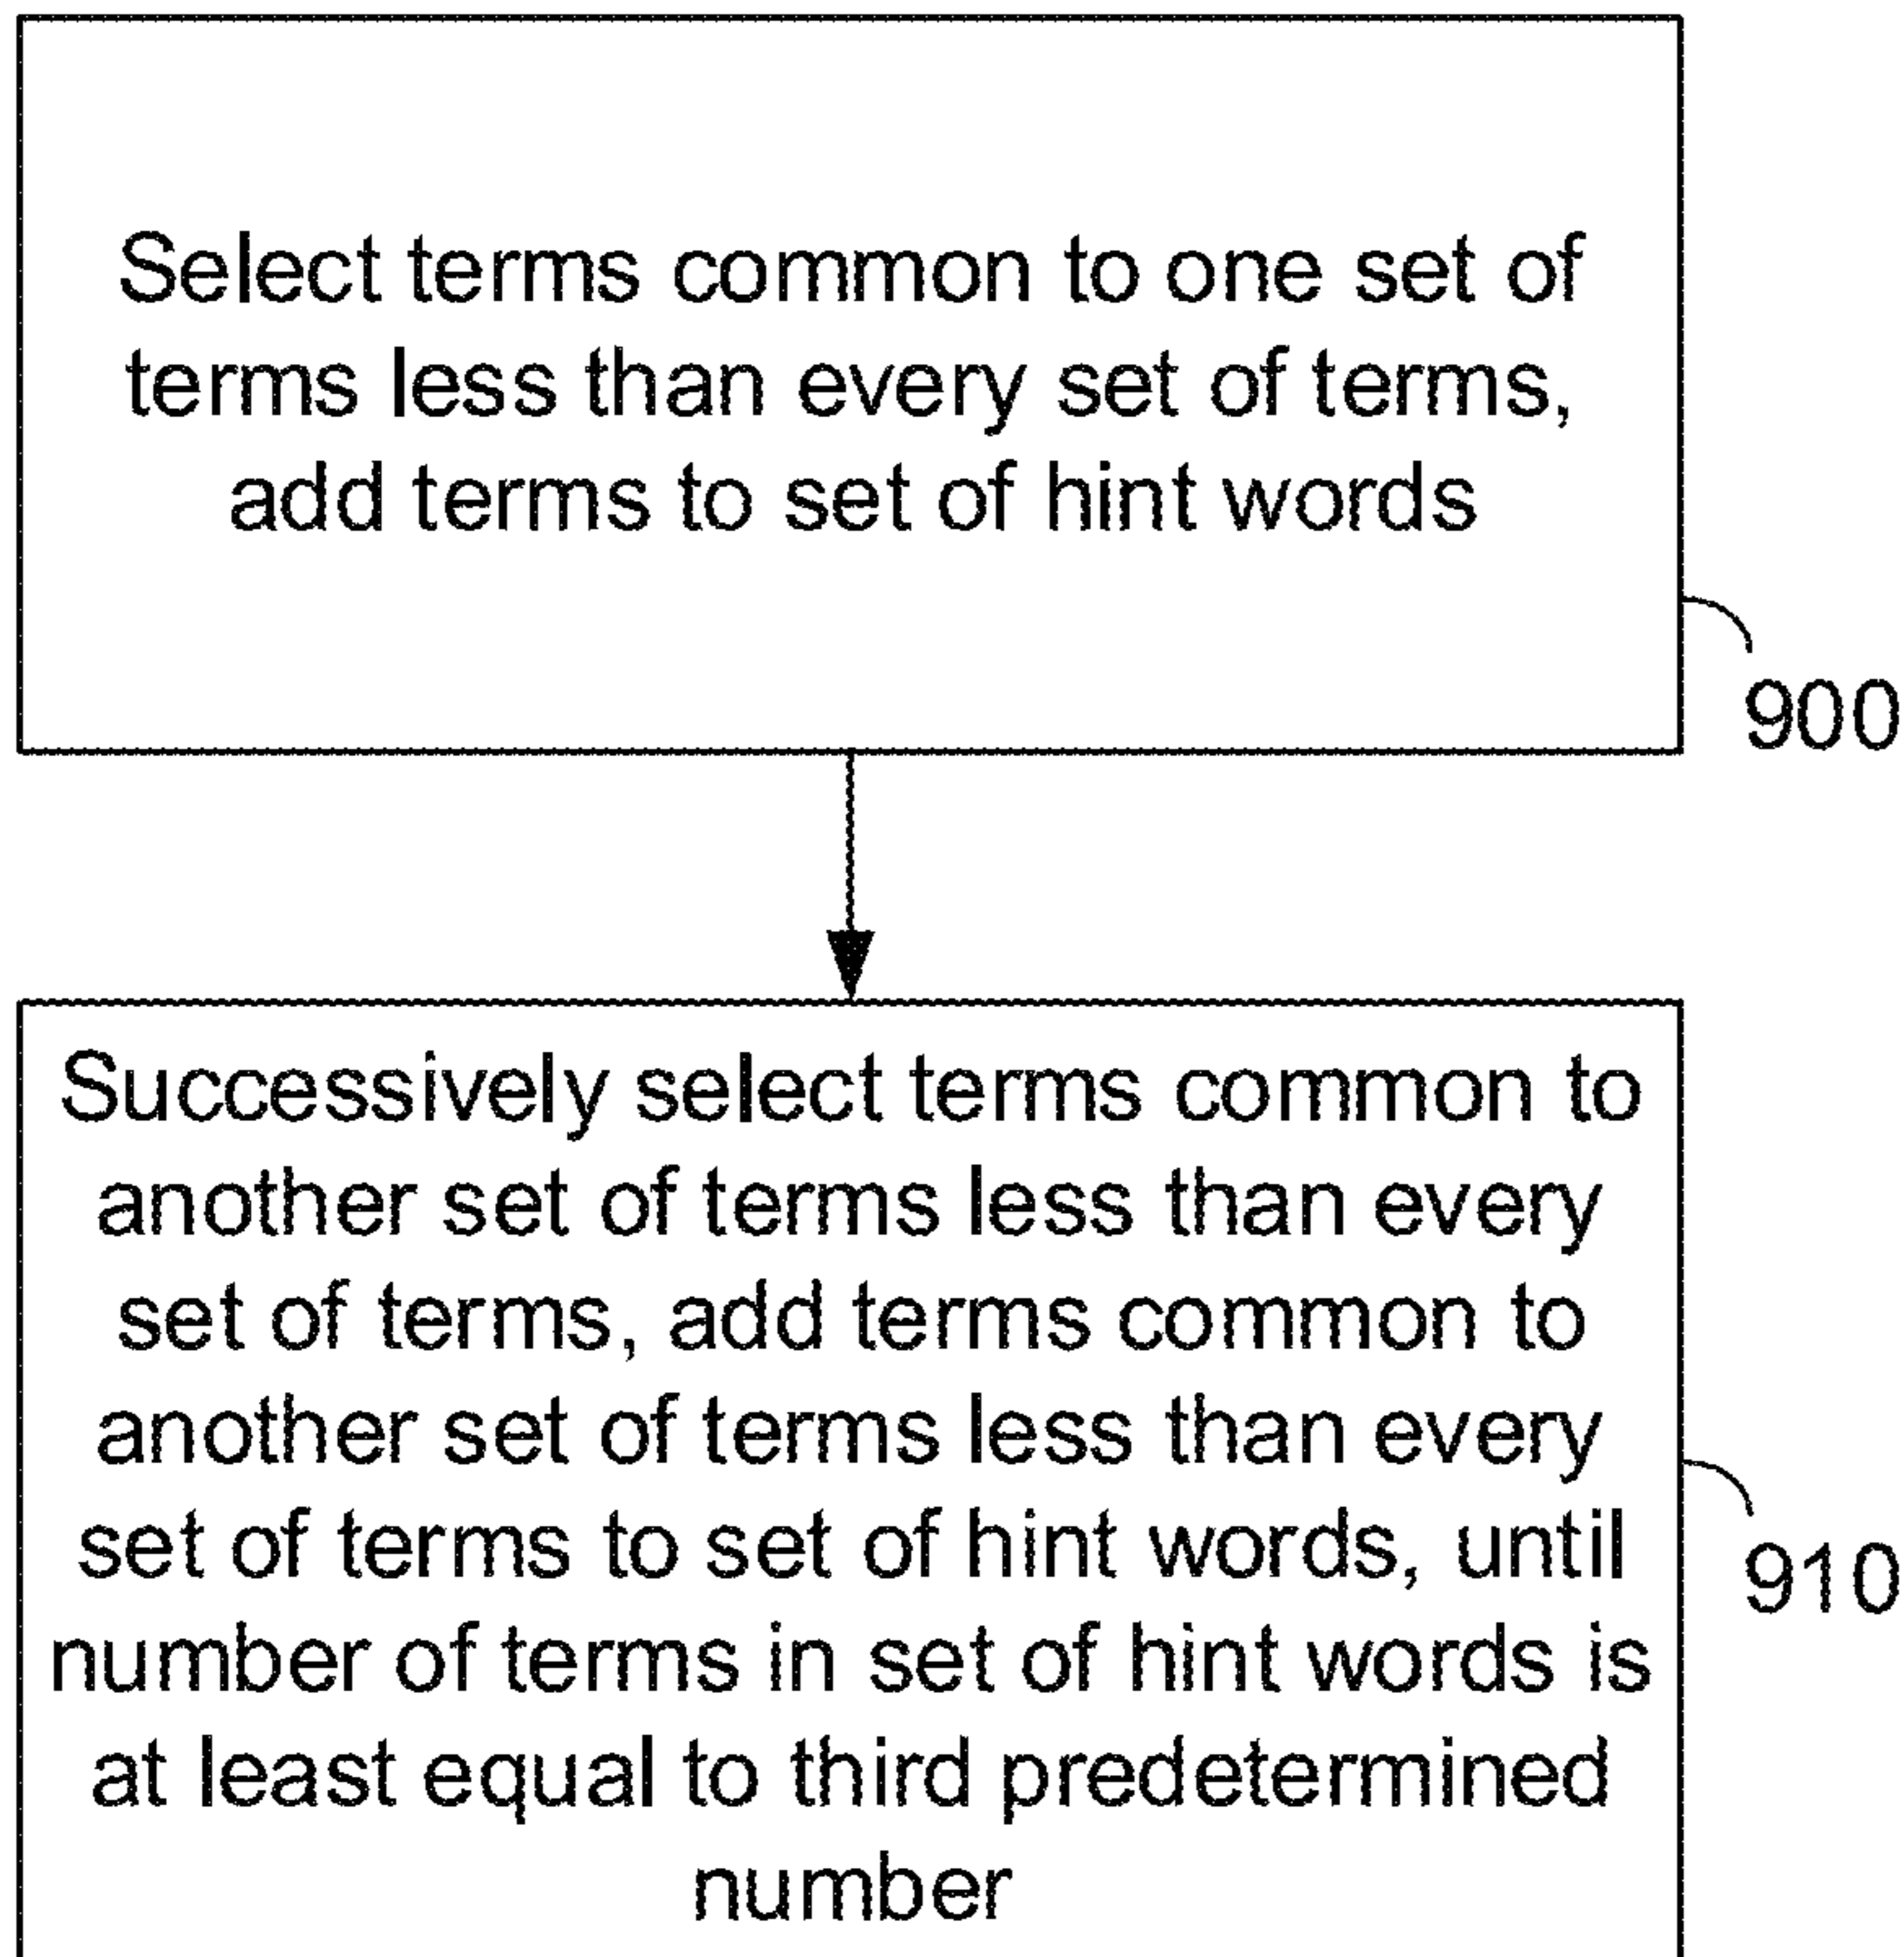 Select terms common to one set of
terms less than every set of terms,
add terms to set of hint words
900
Successively select terms common to
another set of terms less than every
set of terms, add terms common to
another set of terms less than every
set of terms to set of hint words, until
910
number of terms in set of hint words is
at least equal to third predetermined
number